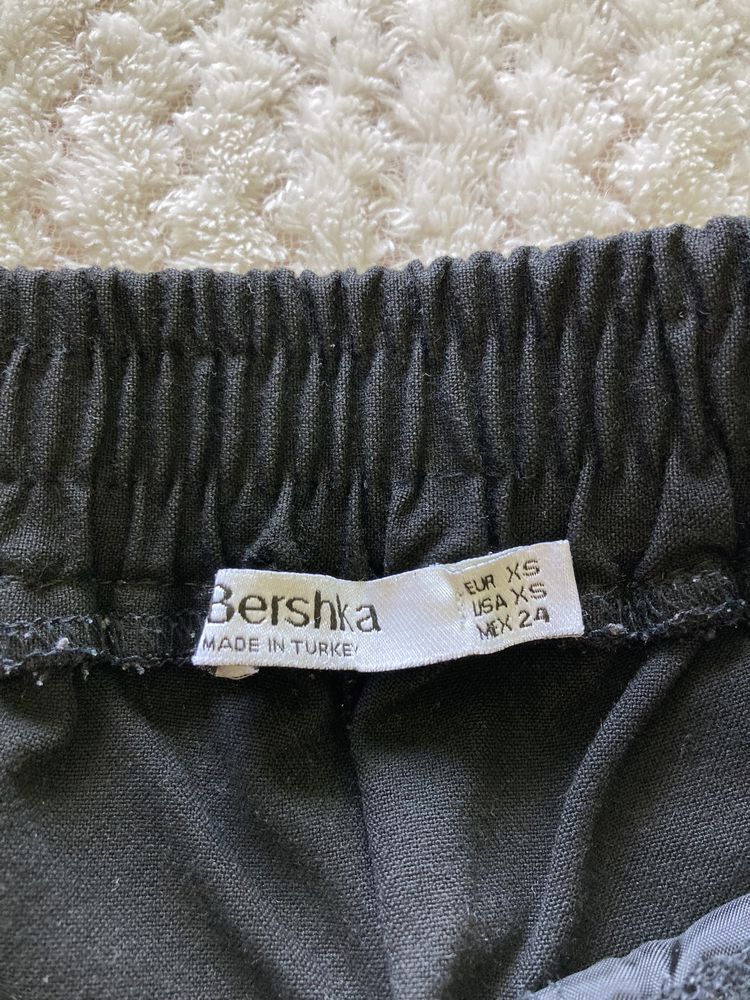 Bershka
MADE IN TURKEY
EUR XS
USA XS
MEX 24